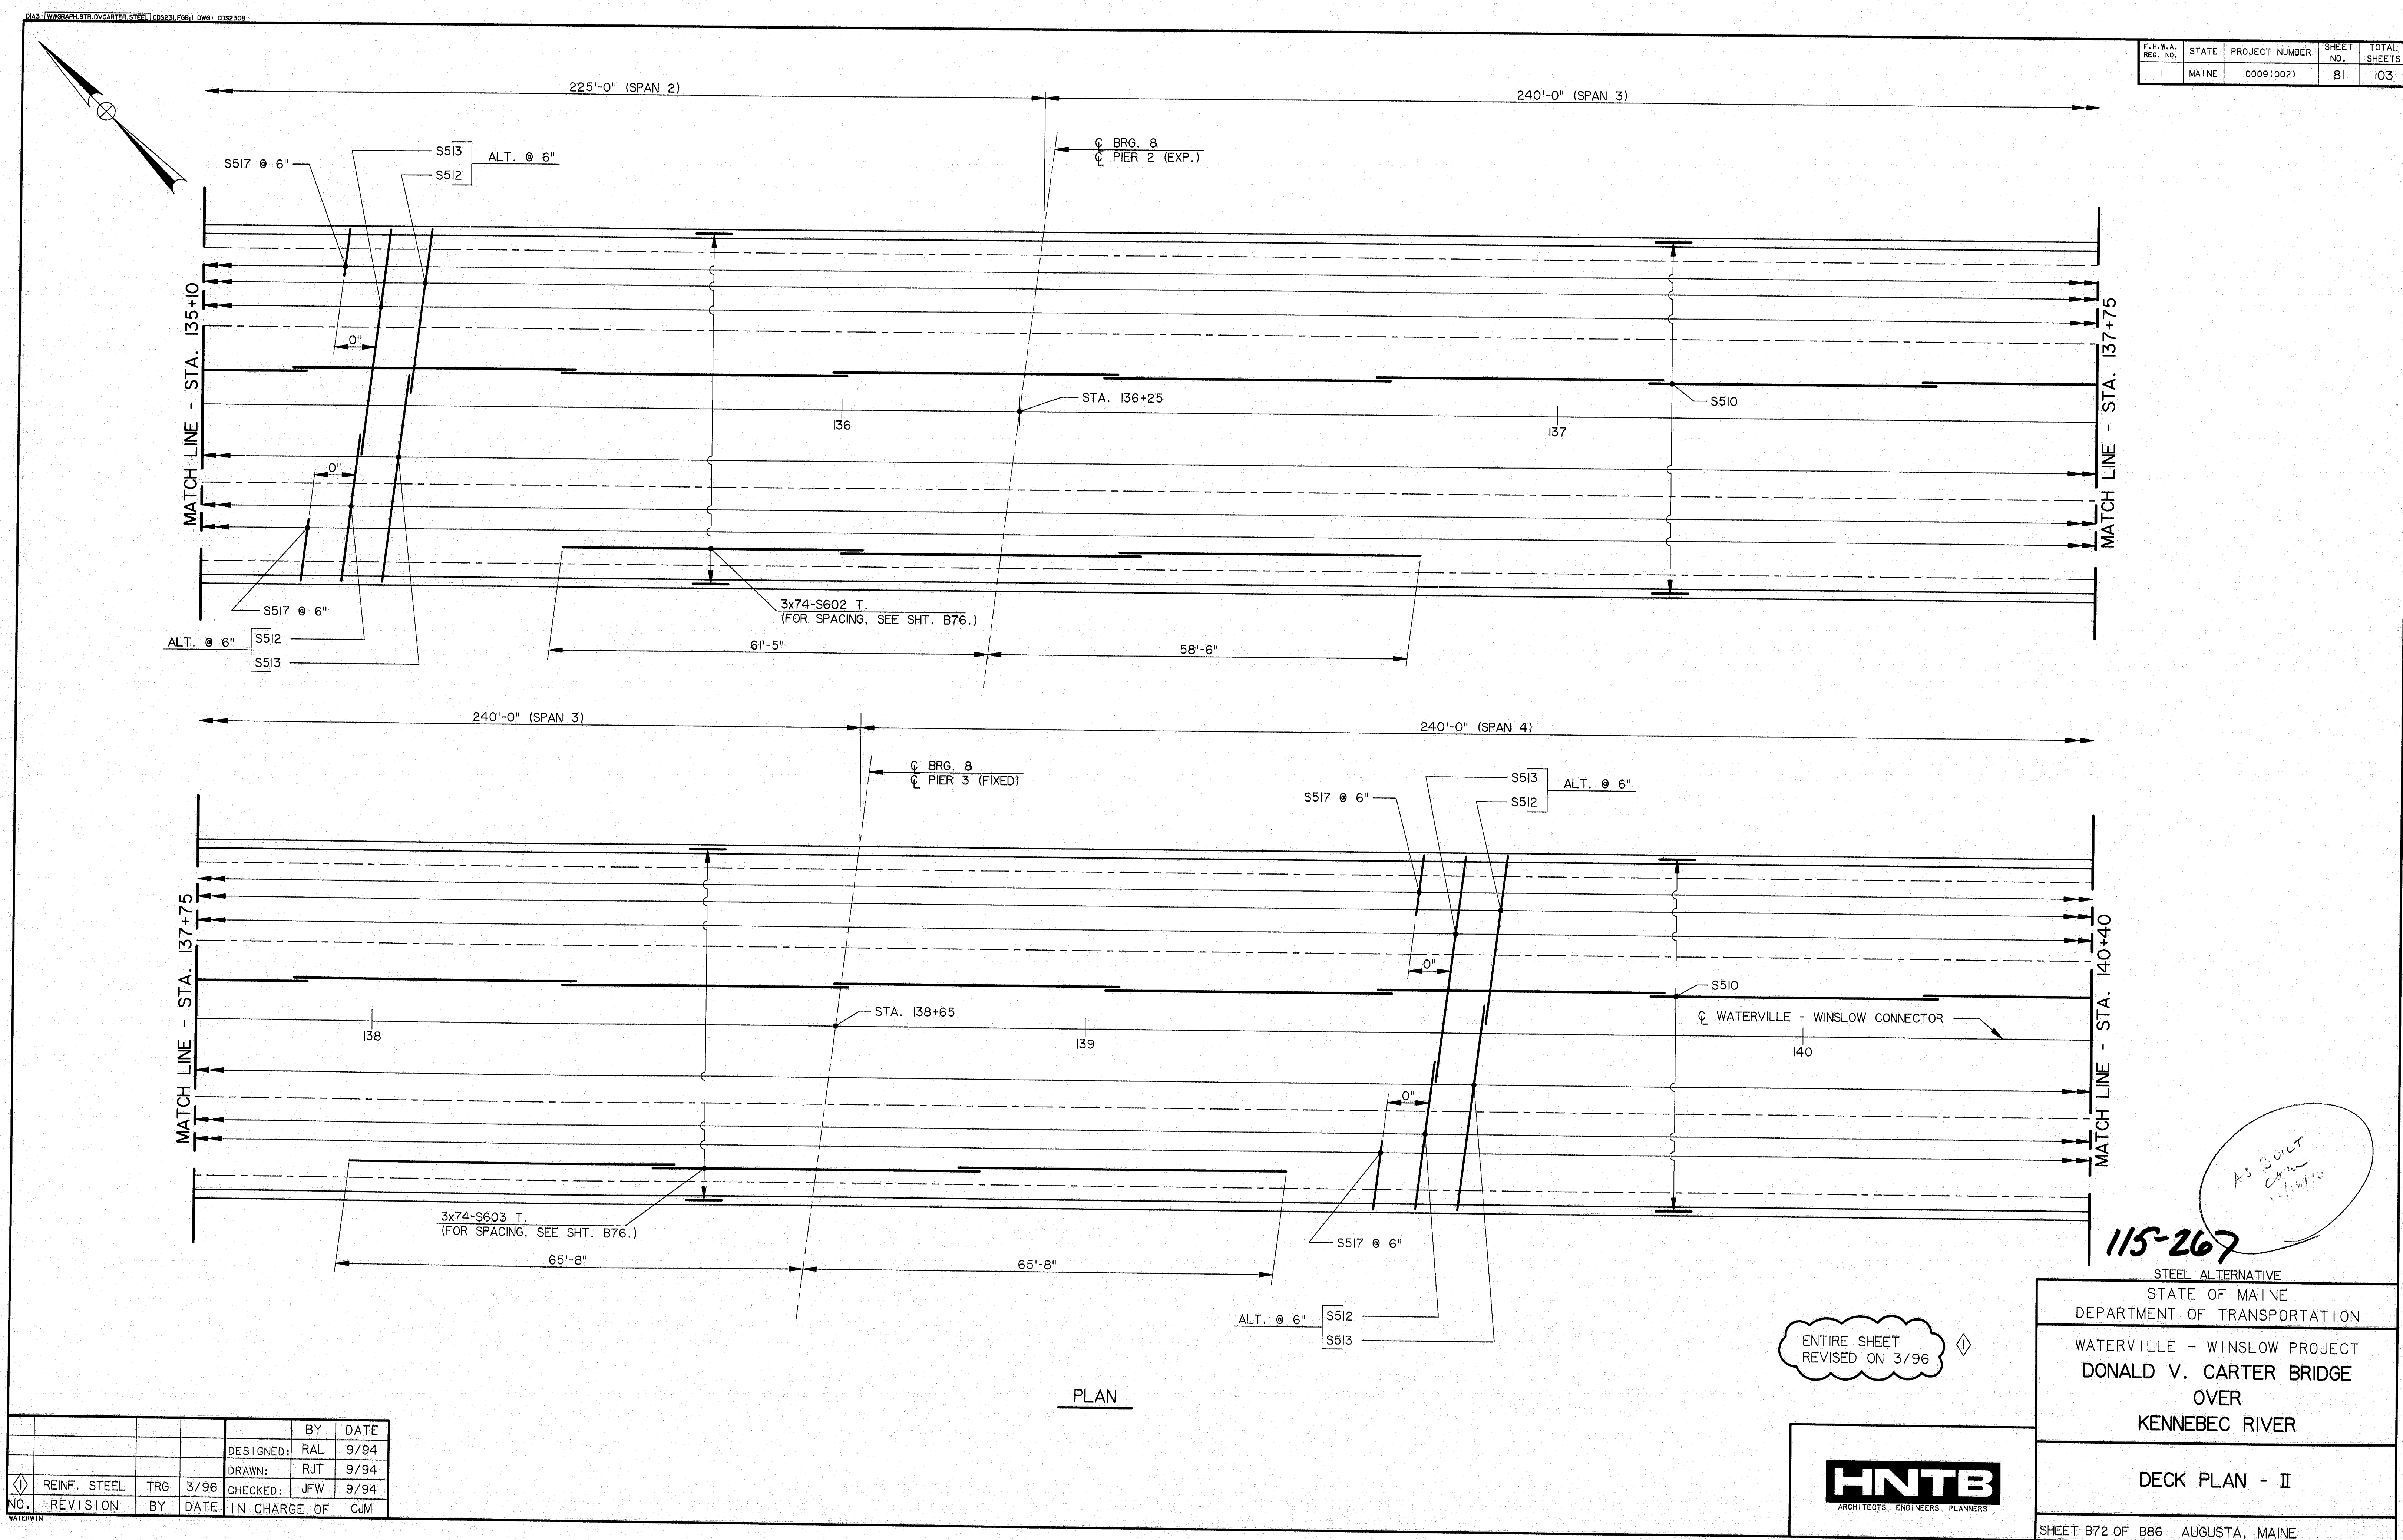 DIA3: WWGRAPH.STR.DVCARTER.STEEL CDS231.FGB;1 DWG: CDS230B
F.H.W.A. REG. NO. STATE PROJECT NUMBER SHEET NO. TOTAL SHEETS
1 MAINE 0009(002) 81 103
225'-0" (SPAN 2)
240'-0" (SPAN 3)
℄ BRG. &
℄ PIER 2 (EXP.)
S517 @ 6"
S513
S512
ALT. @ 6"
MATCH LINE - STA. 135+10
MATCH LINE - STA. 137+75
0"
STA. 136+25
S510
136
137
0"
S517 @ 6"
3x74-S602 T.
(FOR SPACING, SEE SHT. B76.)
ALT. @ 6"
S512
S513
61'-5"
58'-6"
240'-0" (SPAN 3)
240'-0" (SPAN 4)
℄ BRG. &
℄ PIER 3 (FIXED)
S517 @ 6"
S513
S512
ALT. @ 6"
MATCH LINE - STA. 137+75
MATCH LINE - STA. 140+40
0"
S510
STA. 138+65
℄ WATERVILLE - WINSLOW CONNECTOR
138
139
140
0"
3x74-S603 T.
(FOR SPACING, SEE SHT. B76.)
S517 @ 6"
65'-8"
65'-8"
ALT. @ 6"
S512
S513
AS BUILT
115-267
STEEL ALTERNATIVE
STATE OF MAINE
DEPARTMENT OF TRANSPORTATION
WATERVILLE - WINSLOW PROJECT
DONALD V. CARTER BRIDGE
OVER
KENNEBEC RIVER
DECK PLAN - II
SHEET B72 OF B86 AUGUSTA, MAINE
ENTIRE SHEET
REVISED ON 3/96
1
PLAN
HNTB
ARCHITECTS ENGINEERS PLANNERS
BY DATE
DESIGNED: RAL 9/94
DRAWN: RJT 9/94
1 REINF. STEEL TRG 3/96 CHECKED: JFW 9/94
NO. REVISION BY DATE IN CHARGE OF CJM
WATERWIN